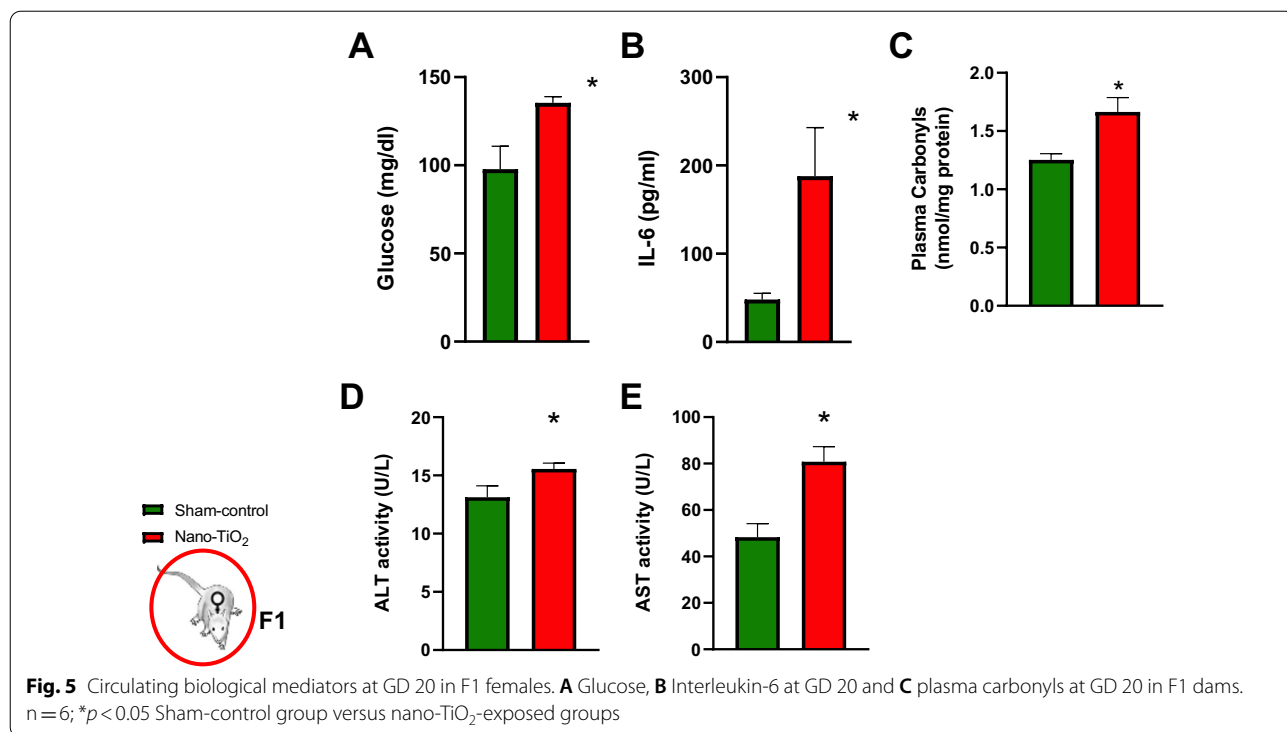 A
Glucose (mg/dl)
150
100
50
0
*
B
IL-6 (pg/ml)
300
200
100
0
*
C
Plasma Carbonyls
(nmol/mg protein)
2.0
1.5
1.0
0.5
0.0
*
D
ALT activity (U/L)
20
15
10
5
0
*
E
AST activity (U/L)
100
80
60
40
20
0
*
Sham-control
Nano-TiO₂
♀
F1
Fig. 5 Circulating biological mediators at GD 20 in F1 females. A Glucose, B Interleukin-6 at GD 20 and C plasma carbonyls at GD 20 in F1 dams.
n = 6; *p < 0.05 Sham-control group versus nano-TiO₂-exposed groups